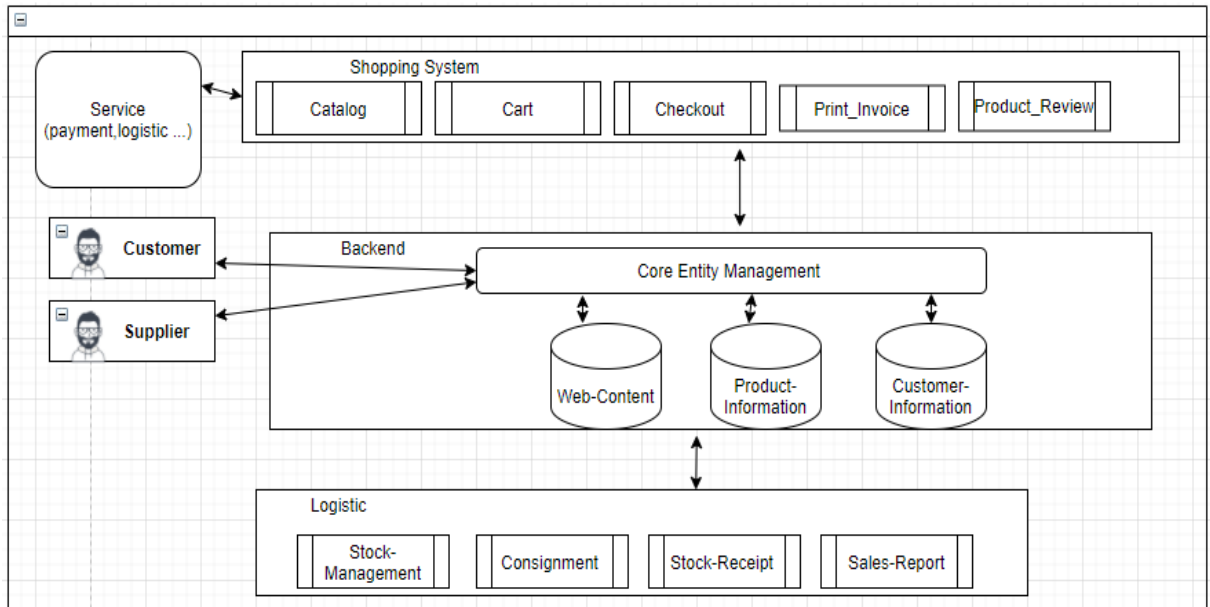 Shopping System
Service
(payment,logistic ...)
Catalog
Cart
Checkout
Print_Invoice
Product_Review
Customer
Supplier
Backend
Core Entity Management
Web-Content
Product-
Information
Customer-
Information
Logistic
Stock-
Management
Consignment
Stock-Receipt
Sales-Report